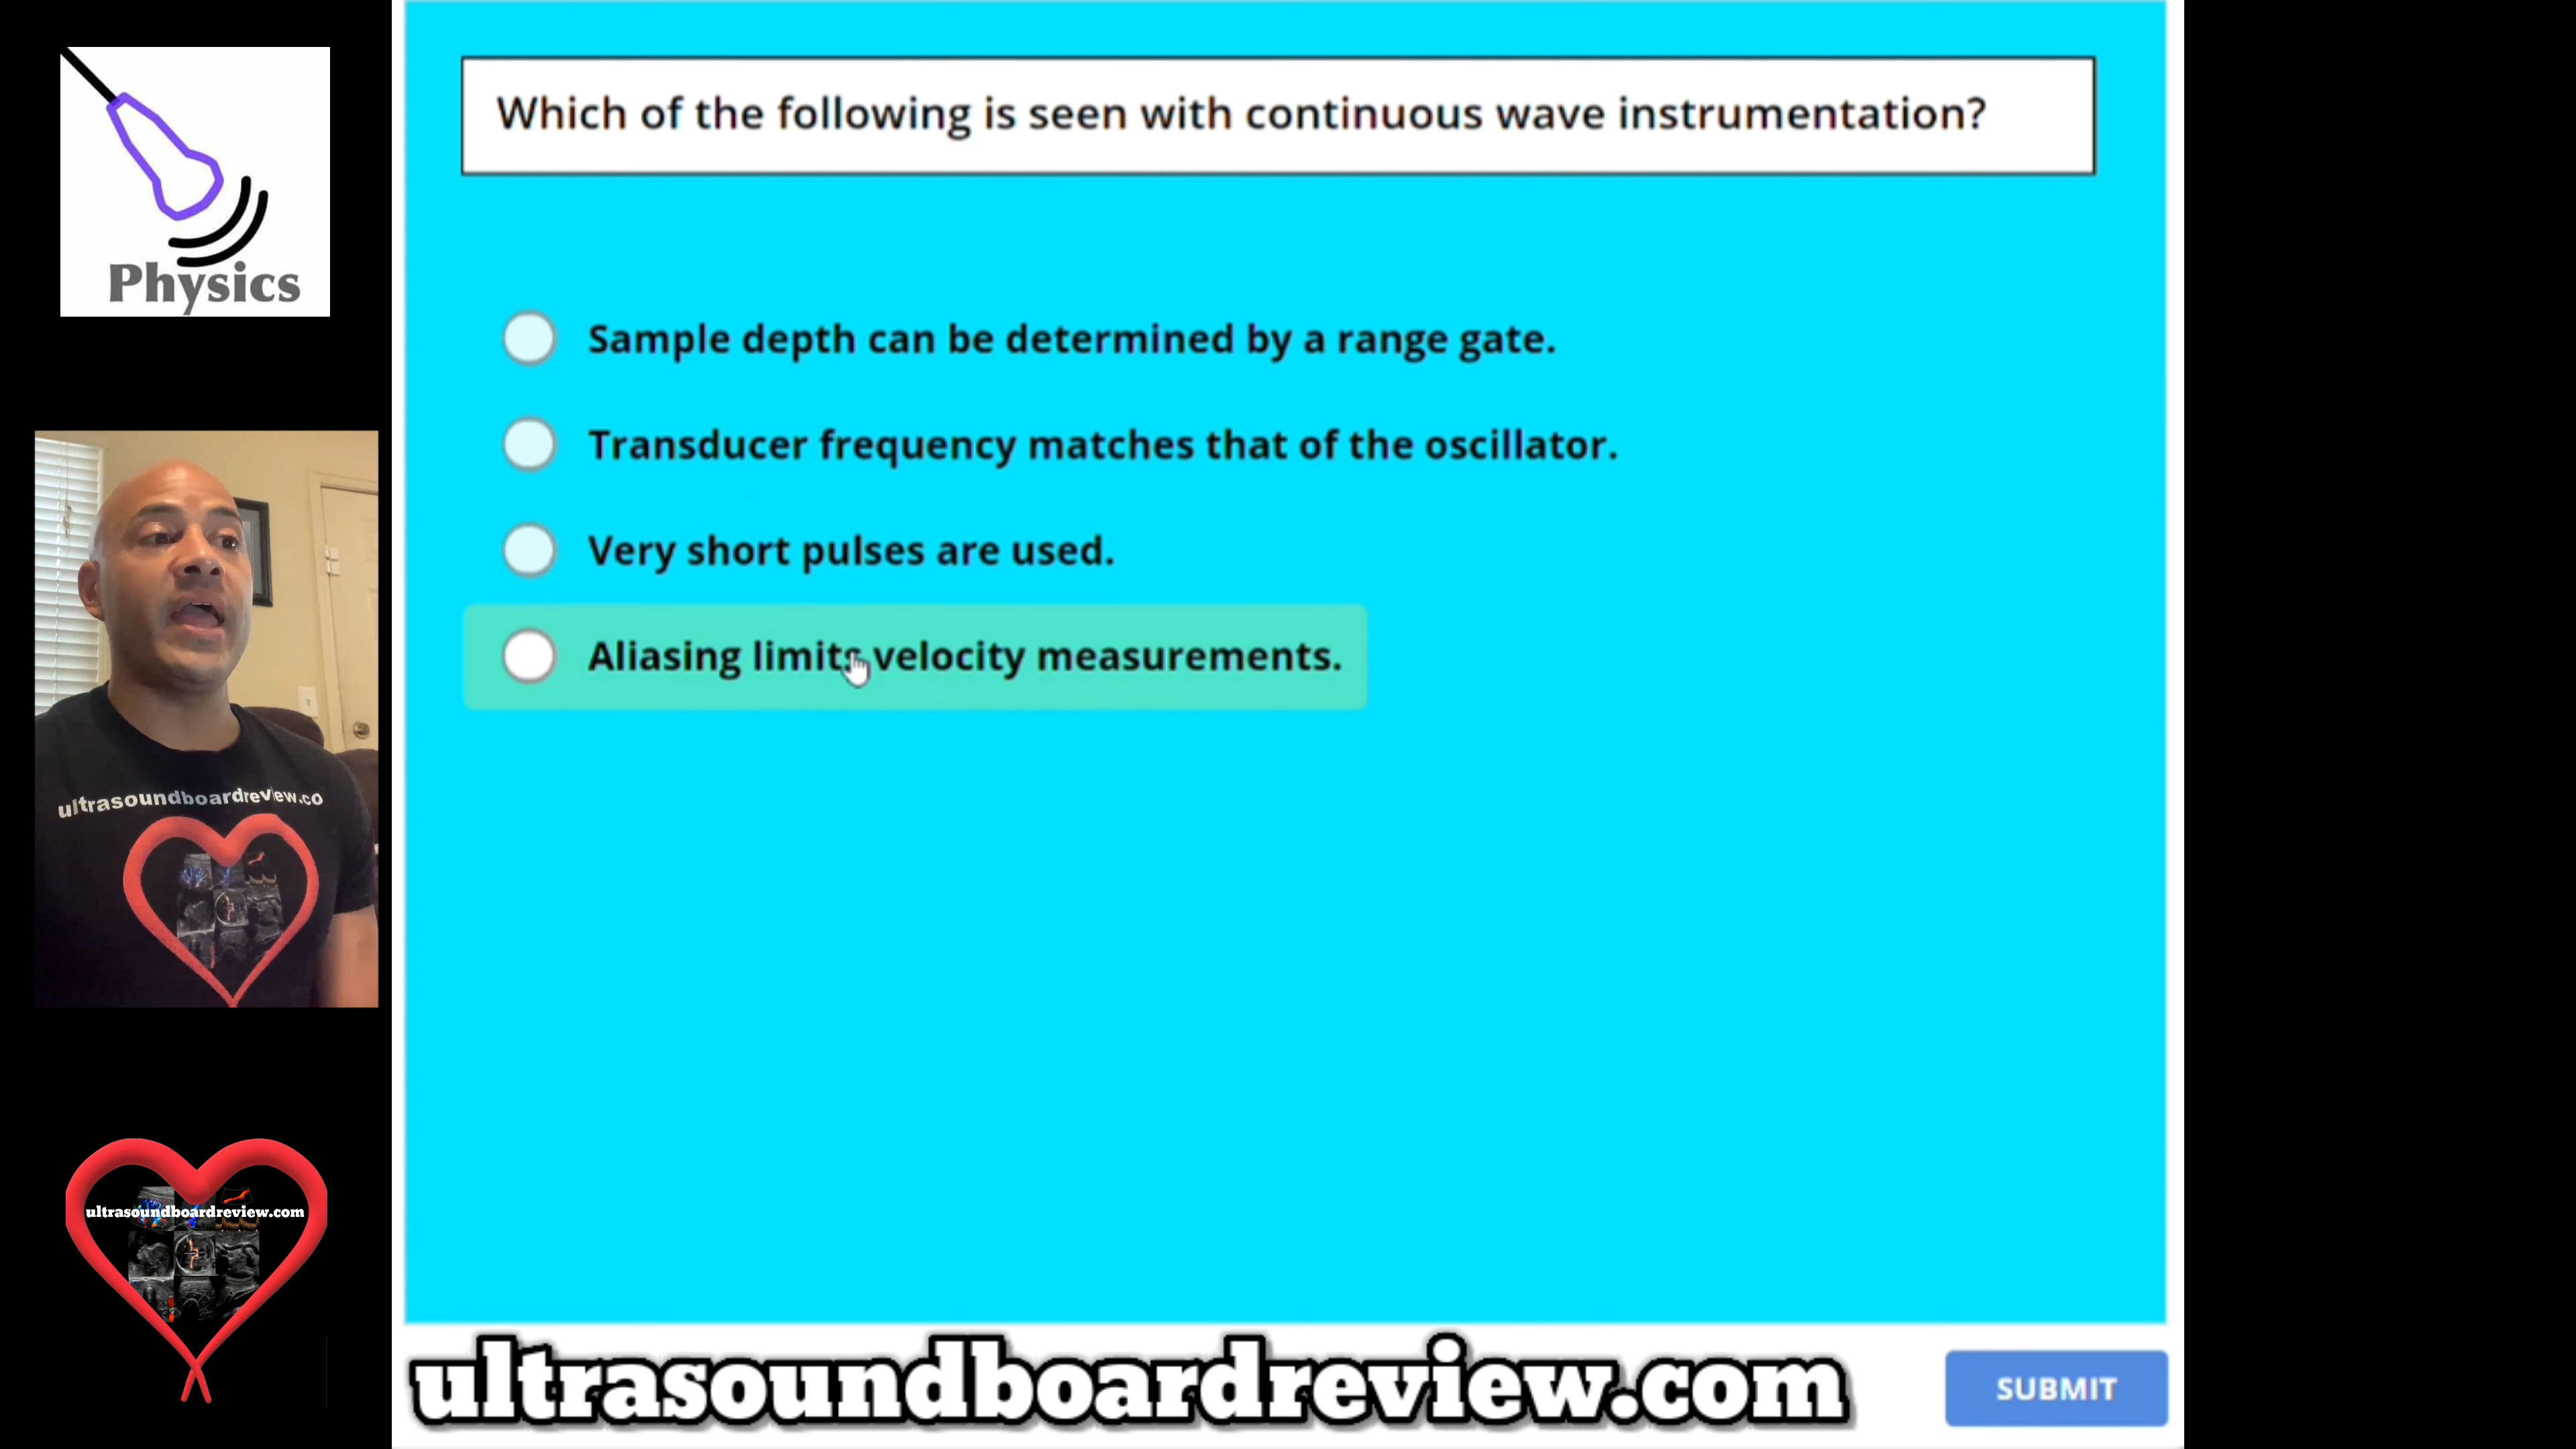 Physics
Which of the following is seen with continuous wave instrumentation?
Sample depth can be determined by a range gate.
Transducer frequency matches that of the oscillator.
Very short pulses are used.
Aliasing limits velocity measurements.
ultrasoundboardreview.co
ultrasoundboardreview.com
ultrasoundboardreview.com
SUBMIT